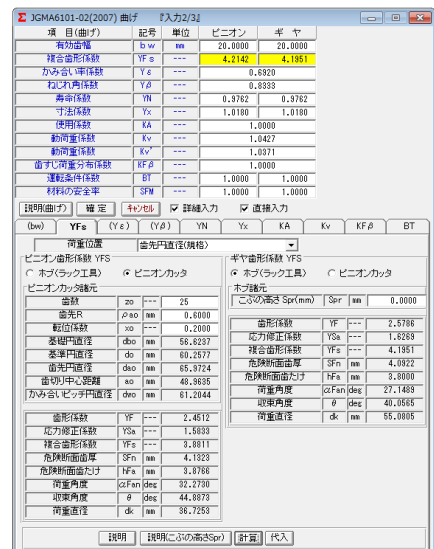 Σ JGMA6101-02(2007) 曲げ 『入力2/3』
項 目(曲げ) 記号 単位 ピニオン ギ ヤ
有効歯幅 bw mm 20.0000 20.0000
複合歯形係数 YFs --- 4.2142 4.1951
かみ合い率係数 Yε --- 0.6920
ねじれ角係数 Yβ --- 0.8333
寿命係数 YN --- 0.9762 0.9762
寸法係数 Yx --- 1.0180 1.0180
使用係数 KA --- 1.0000
動荷重係数 Kv --- 1.0427
動荷重係数 Kv' --- 1.0371
歯すじ荷重分布係数 KFβ --- 1.0000
運転条件係数 BT --- 1.0000 1.0000
材料の安全率 SFM --- 1.0000 1.0000
説明(曲げ) 確 定 キャンセル 詳細入力 直接入力
(bw) YFs (Yε) (Yβ) YN Yx KA Kv KFβ BT
荷重位置 歯先円直径(規格)
ピニオン歯形係数 YFS
ホブ(ラック工具) ピニオンカッタ
ピニオンカッタ諸元
歯数 zo --- 25
歯先R ρao mm 0.6000
転位係数 xo --- 0.2000
基礎円直径 dbo mm 56.6237
基準円直径 do mm 60.2577
歯先円直径 dao mm 65.9724
歯切り中心距離 ao mm 48.9635
かみ合いピッチ円直径 dwo mm 61.2044
歯形係数 YF --- 2.4512
応力修正係数 YSa --- 1.5833
複合歯形係数 YFs --- 3.8811
危険断面歯厚 SFn mm 4.1323
危険断面歯たけ hFa mm 3.8766
荷重角度 αFan deg 32.2730
収束角度 θ deg 44.8873
荷重直径 dk mm 36.7253
ギヤ歯形係数 YFS
ホブ(ラック工具) ピニオンカッタ
ホブ諸元
こぶの高さ Spr(mm) Spr mm 0.0000
歯形係数 YF --- 2.5786
応力修正係数 YSa --- 1.6269
複合歯形係数 YFs --- 4.1951
危険断面歯厚 SFn mm 4.0922
危険断面歯たけ hFa mm 3.8000
荷重角度 αFan deg 27.1489
収束角度 θ deg 40.0565
荷重直径 dk mm 55.0805
説明 説明(こぶの高さSpr) 計算 代入